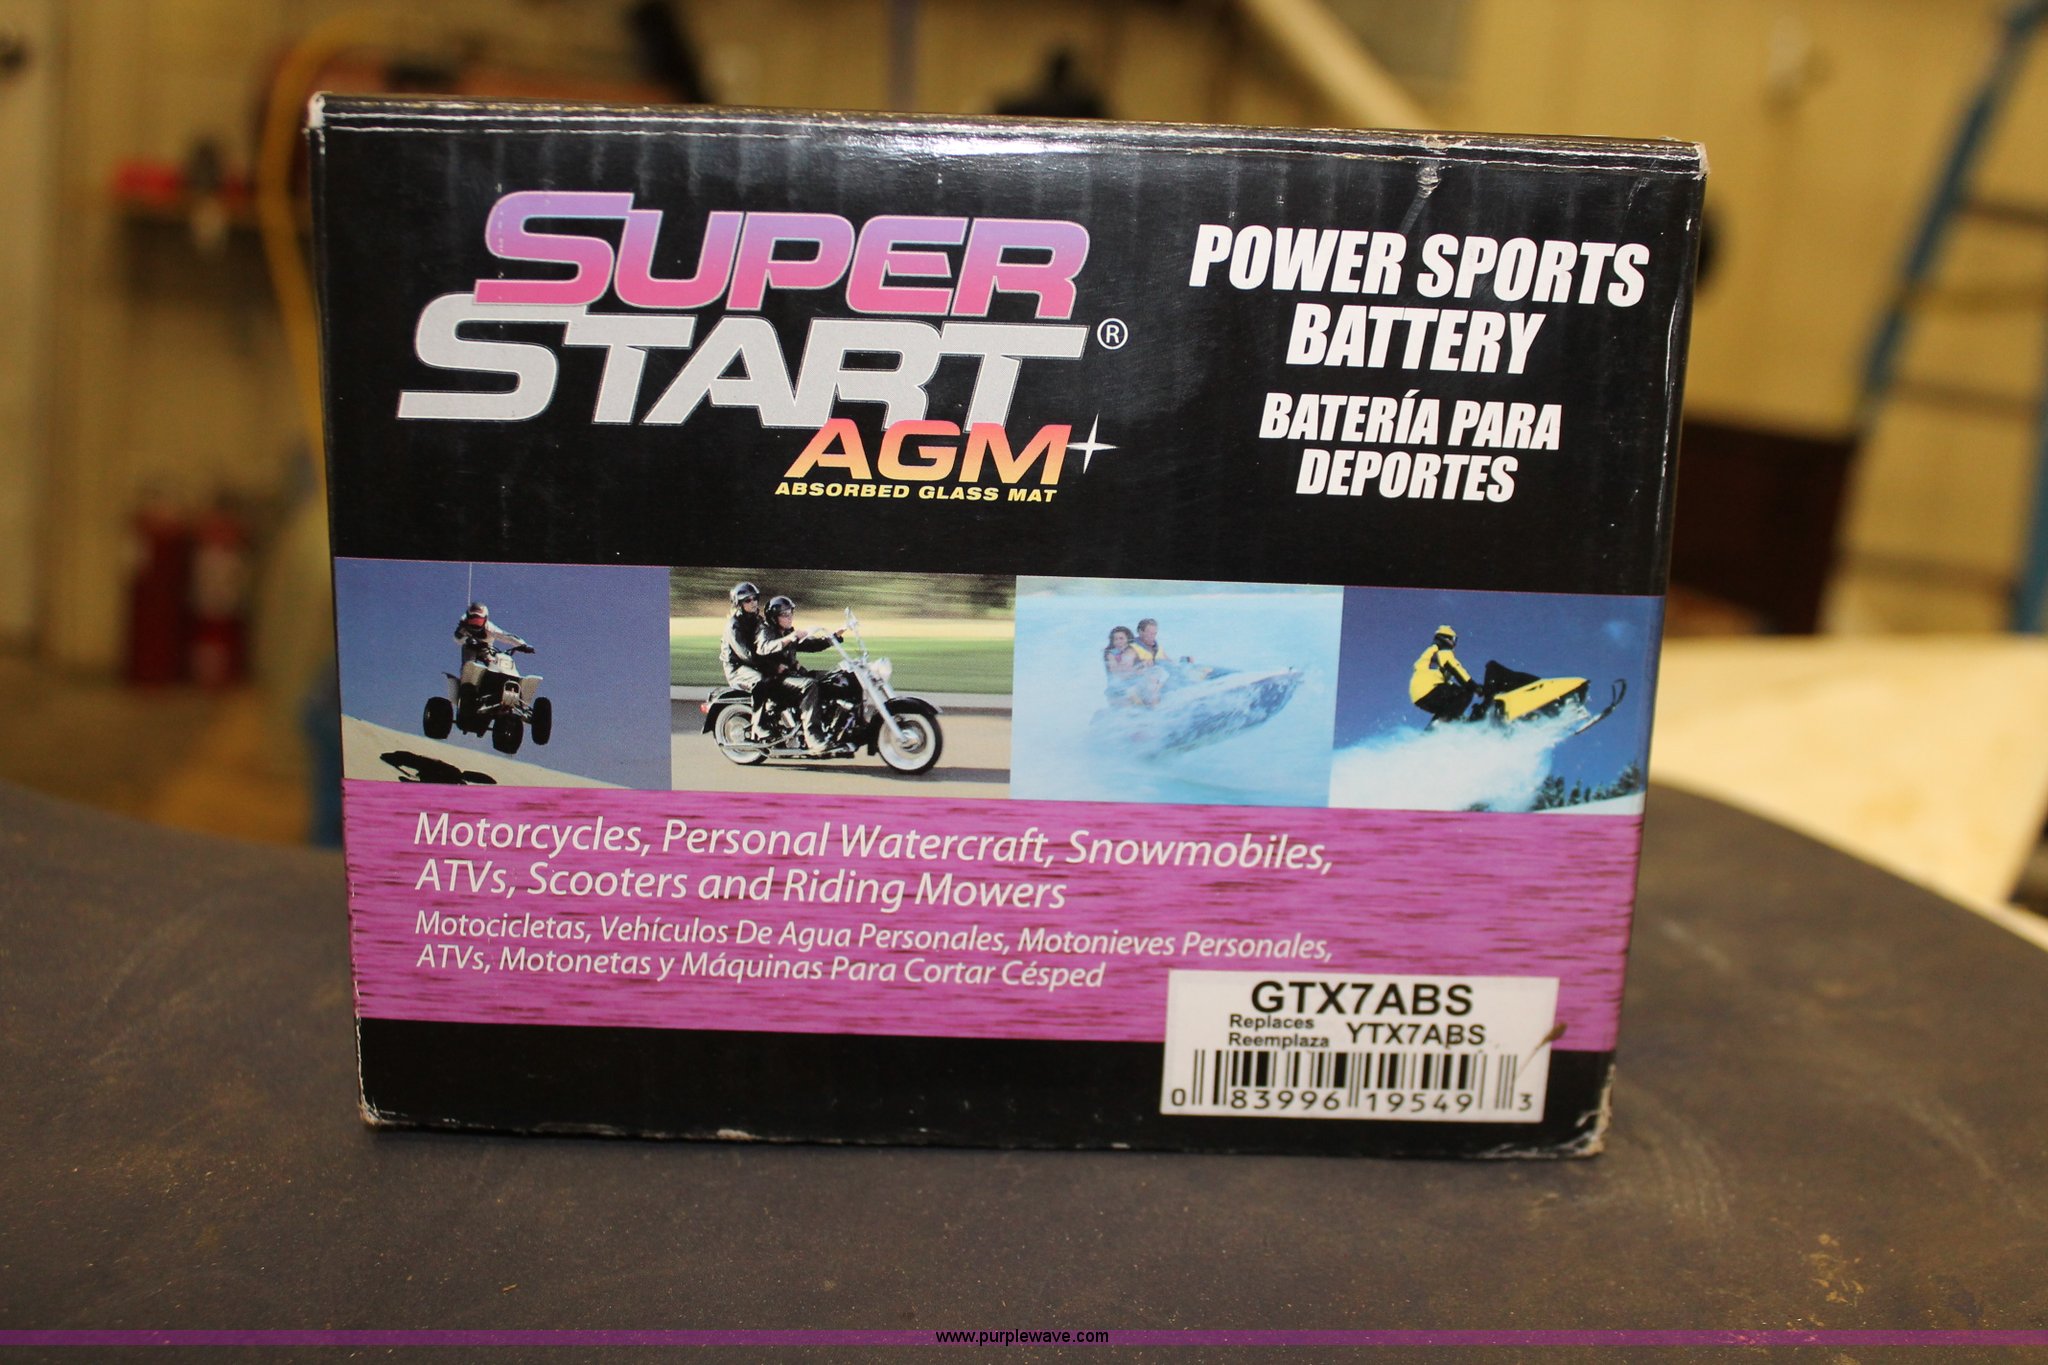 SUPER
START®
AGM
ABSORBED GLASS MAT
POWER SPORTS
BATTERY
BATERÍA PARA
DEPORTES
Motorcycles, Personal Watercraft, Snowmobiles,
ATVs, Scooters and Riding Mowers
Motocicletas, Vehículos De Agua Personales, Motonieves Personales,
ATVs, Motonetas y Máquinas Para Cortar Césped
GTX7ABS
Replaces
Reemplaza YTX7ABS
0 83996 19549 3
www.purplewave.com